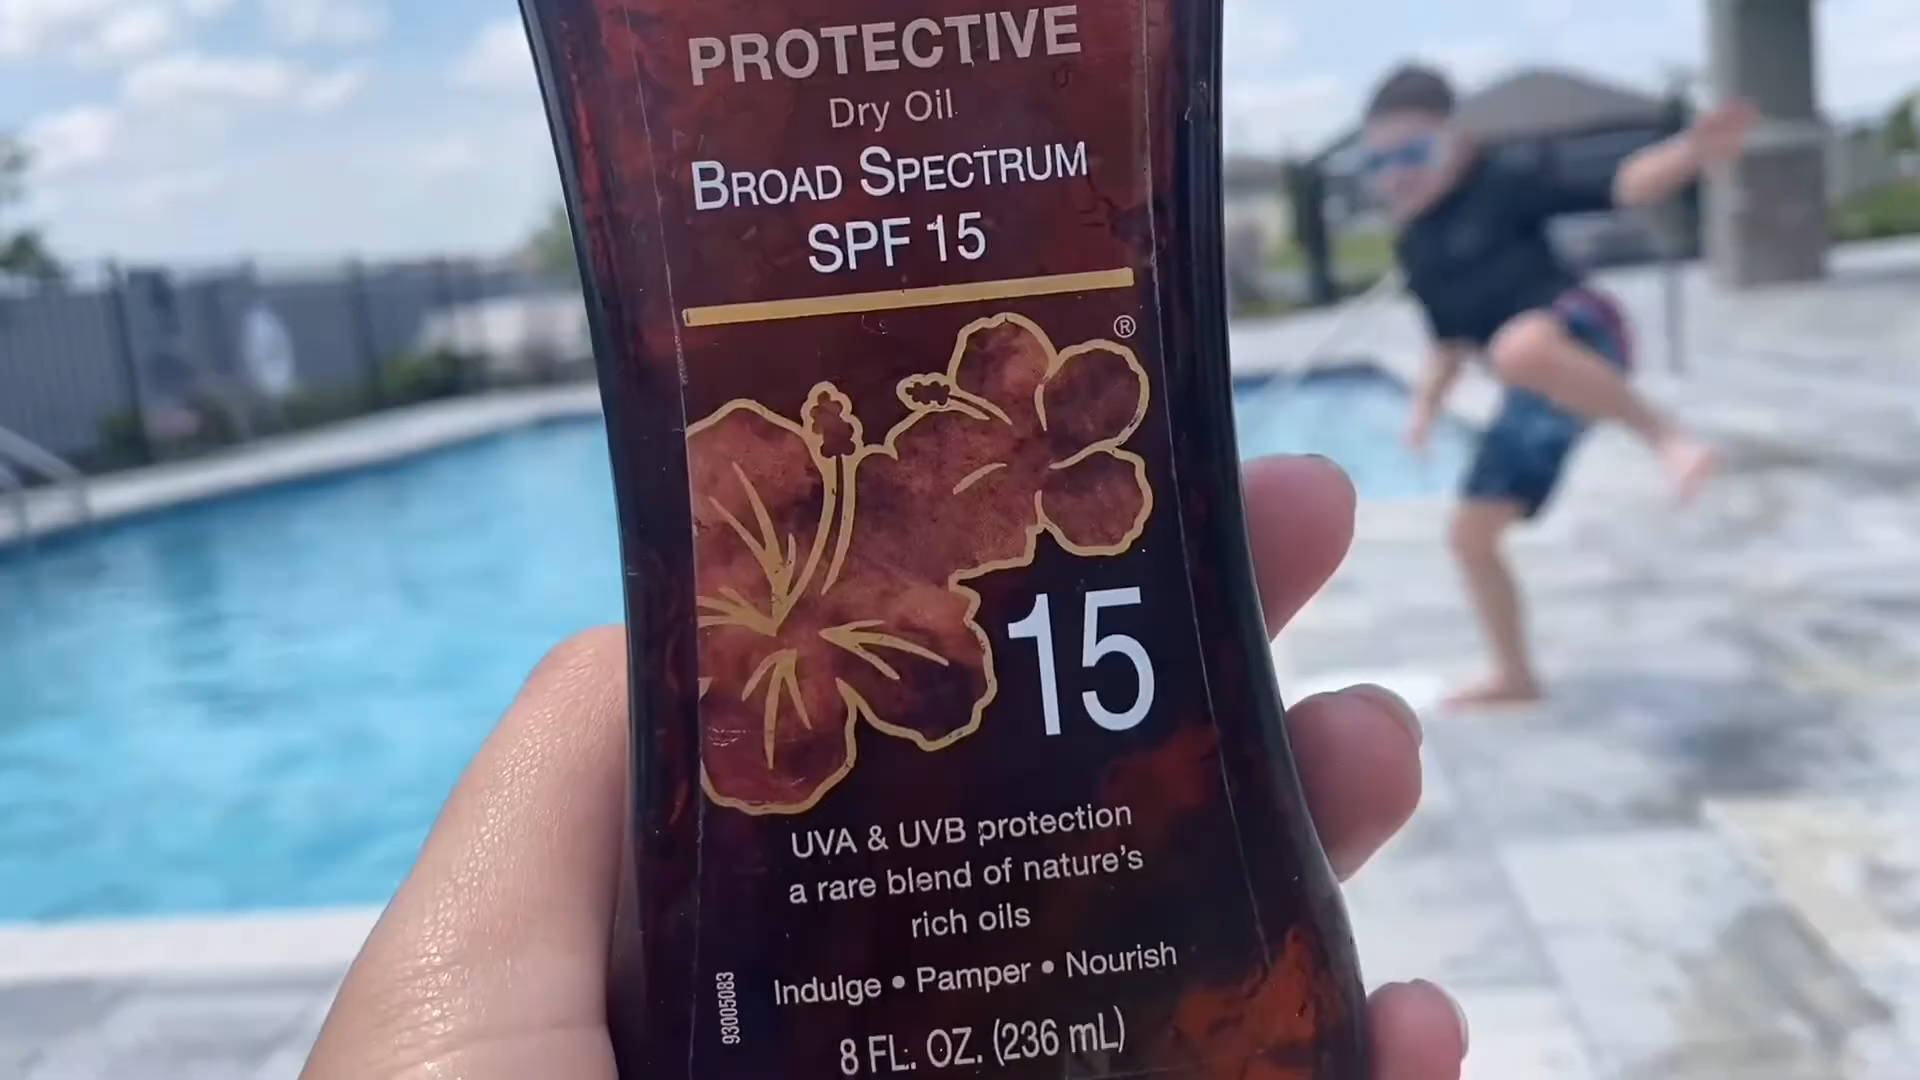 PROTECTIVE
Dry Oil
BROAD SPECTRUM
SPF 15
®
15
UVA & UVB protection
a rare blend of nature's
rich oils
Indulge • Pamper • Nourish
93005083
8 FL. OZ. (236 mL)